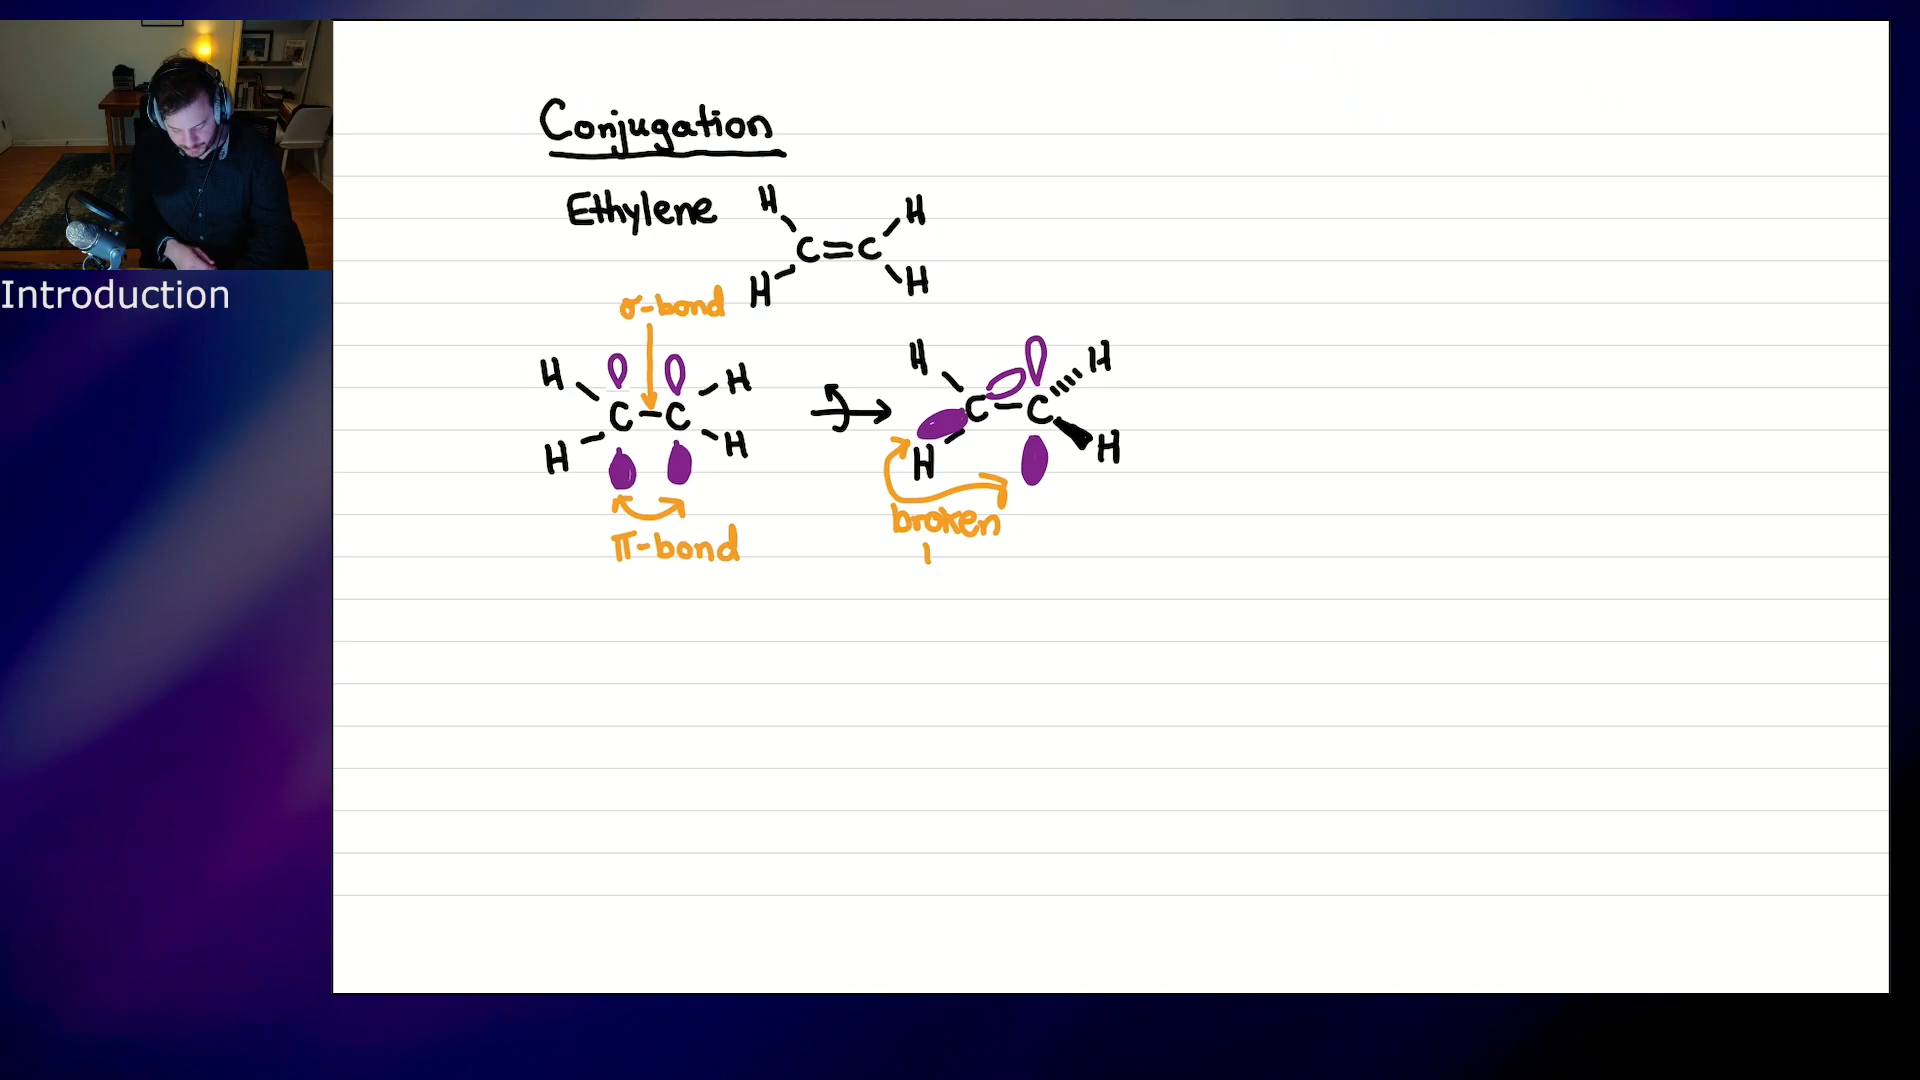 Conjugation
Ethylene
H H
C=C
H H
σ-bond
H H
C-C
H H
π-bond
H H
C-C
H H
broken
Introduction